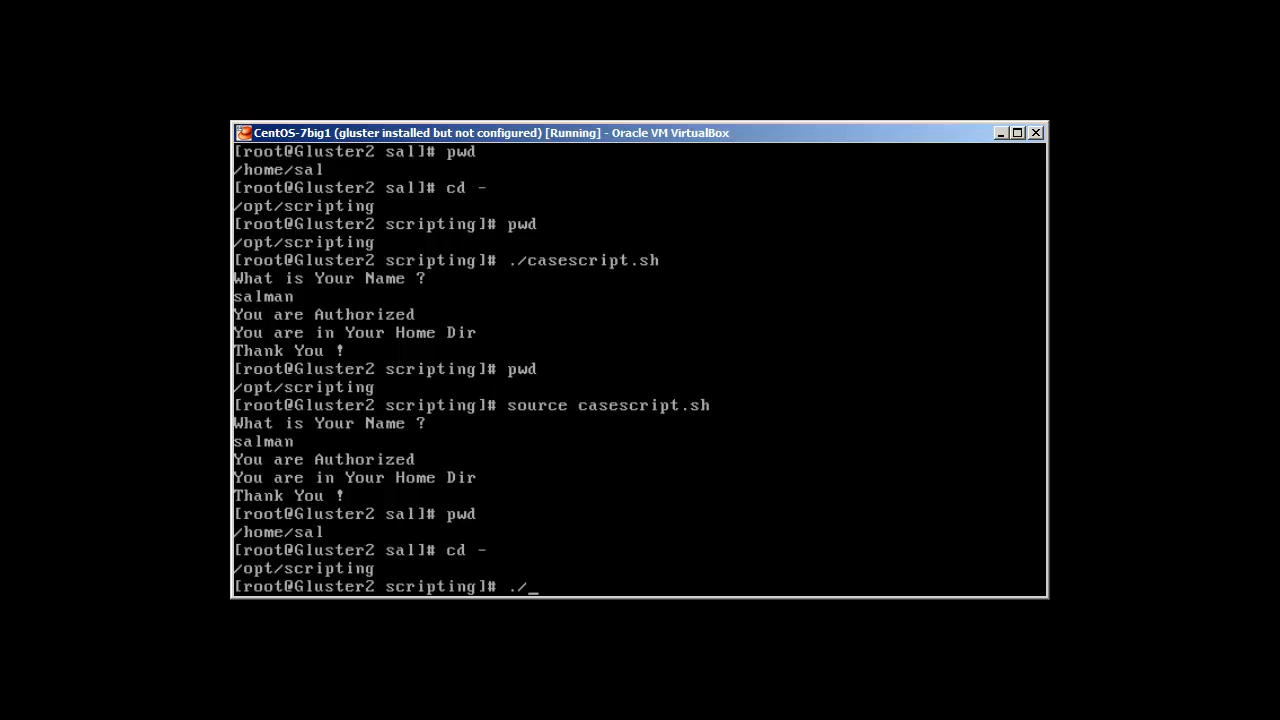 CentOS-7big1 (gluster installed but not configured) [Running] - Oracle VM VirtualBox
[root@Gluster2 sal]# pwd
/home/sal
[root@Gluster2 sal]# cd -
/opt/scripting
[root@Gluster2 scripting]# pwd
/opt/scripting
[root@Gluster2 scripting]# ./casescript.sh
What is Your Name ?
salman
You are Authorized
You are in Your Home Dir
Thank You !
[root@Gluster2 scripting]# pwd
/opt/scripting
[root@Gluster2 scripting]# source casescript.sh
What is Your Name ?
salman
You are Authorized
You are in Your Home Dir
Thank You !
[root@Gluster2 sal]# pwd
/home/sal
[root@Gluster2 sal]# cd -
/opt/scripting
[root@Gluster2 scripting]# ./_